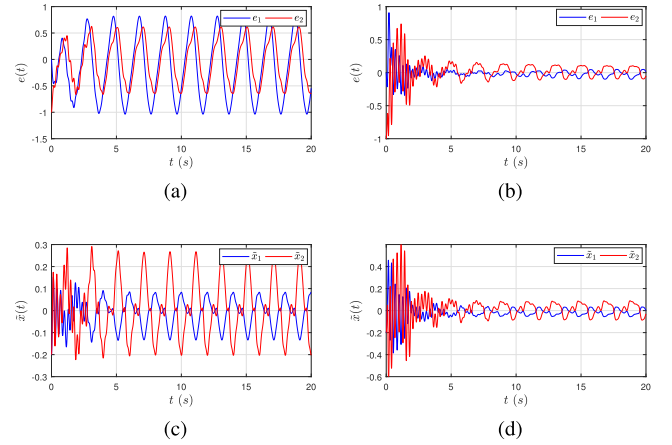 1
0.5
0
-0.5
-1
-1.5
e(t)
e₁ e₂
0 5 10 15 20
t (s)
(a)
1
0.5
0
-0.5
-1
e(t)
e₁ e₂
0 5 10 15 20
t (s)
(b)
0.3
0.2
0.1
0
-0.1
-0.2
-0.3
x̃(t)
x̃₁ x̃₂
0 5 10 15 20
t (s)
(c)
0.4
0.2
0
-0.2
-0.4
-0.6
x̃(t)
x̃₁ x̃₂
0 5 10 15 20
t (s)
(d)